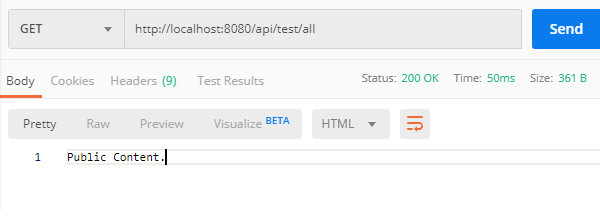 GET http://localhost:8080/api/test/all Send
Body Cookies Headers (9) Test Results Status: 200 OK Time: 50ms Size: 361 B
Pretty Raw Preview Visualize BETA HTML
1 Public Content.